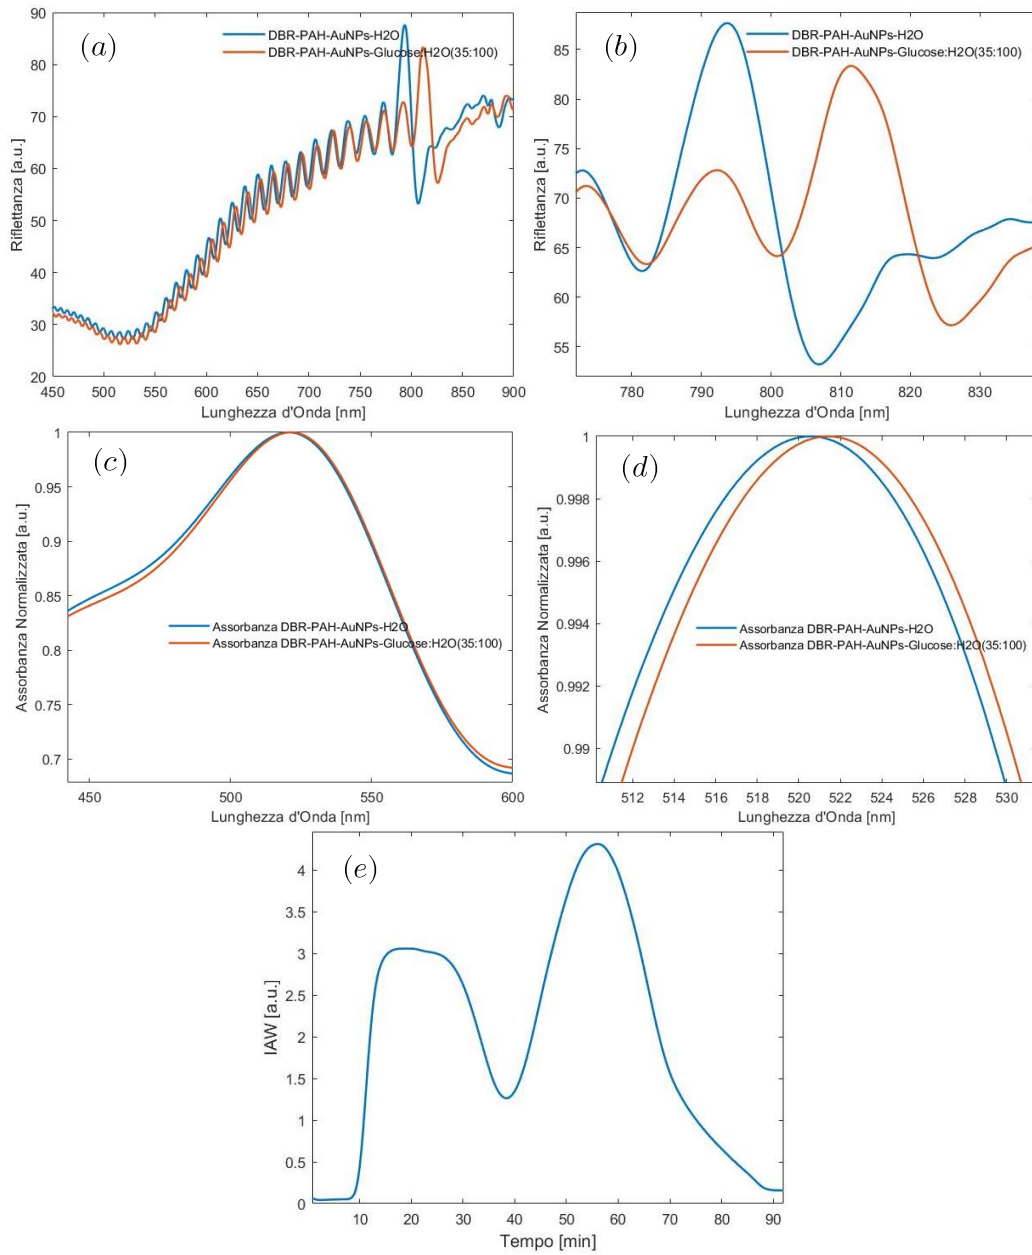 (a)
DBR-PAH-AuNPs-H2O
DBR-PAH-AuNPs-Glucose:H2O(35:100)
Riflettanza [a.u.]
90
80
70
60
50
40
30
20
450 500 550 600 650 700 750 800 850 900
Lunghezza d'Onda [nm]
(b)
DBR-PAH-AuNPs-H2O
DBR-PAH-AuNPs-Glucose:H2O(35:100)
Riflettanza [a.u.]
85
80
75
70
65
60
55
780 790 800 810 820 830
Lunghezza d'Onda [nm]
(c)
Assorbanza Normalizzata [a.u.]
1
0.95
0.9
0.85
0.8
0.75
0.7
Assorbanza DBR-PAH-AuNPs-H2O
Assorbanza DBR-PAH-AuNPs-Glucose:H2O(35:100)
450 500 550 600
Lunghezza d'Onda [nm]
(d)
Assorbanza Normalizzata [a.u.]
1
0.998
0.996
0.994
0.992
0.99
Assorbanza DBR-PAH-AuNPs-H2O
Assorbanza DBR-PAH-AuNPs-Glucose:H2O(35:100)
512 514 516 518 520 522 524 526 528 530
Lunghezza d'Onda [nm]
(e)
IAW [a.u.]
4
3.5
3
2.5
2
1.5
1
0.5
0
10 20 30 40 50 60 70 80 90
Tempo [min]